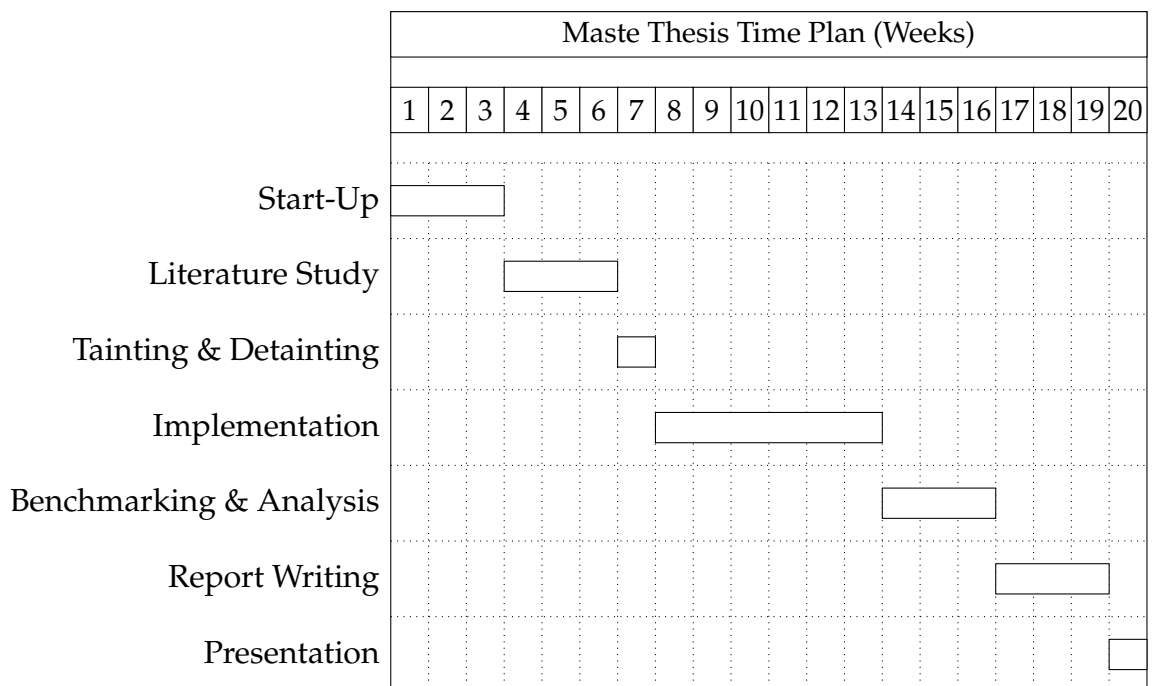 Maste Thesis Time Plan (Weeks)
1 2 3 4 5 6 7 8 9 10 11 12 13 14 15 16 17 18 19 20
Start-Up
Literature Study
Tainting & Detainting
Implementation
Benchmarking & Analysis
Report Writing
Presentation